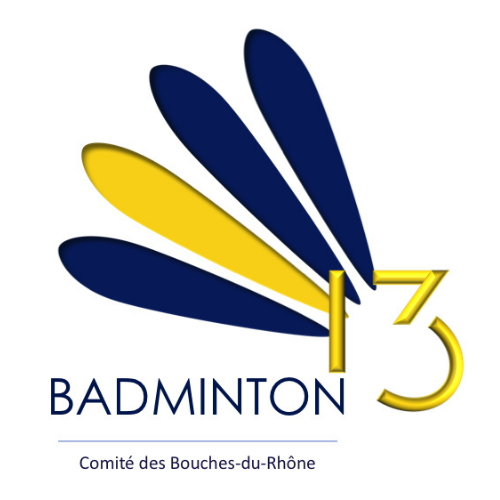 13
BADMINTON
Comité des Bouches-du-Rhône